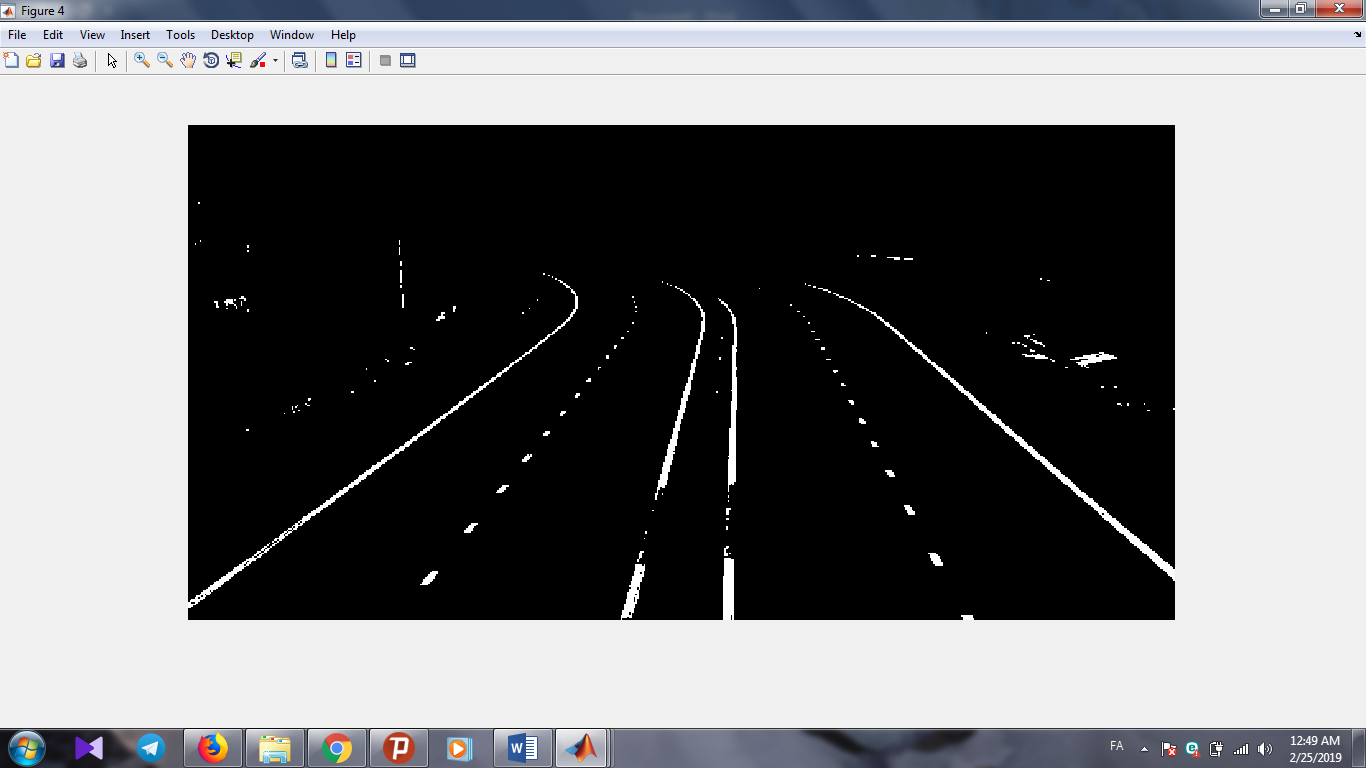 Figure 4
File Edit View Insert Tools Desktop Window Help
FA
12:49 AM
2/25/2019